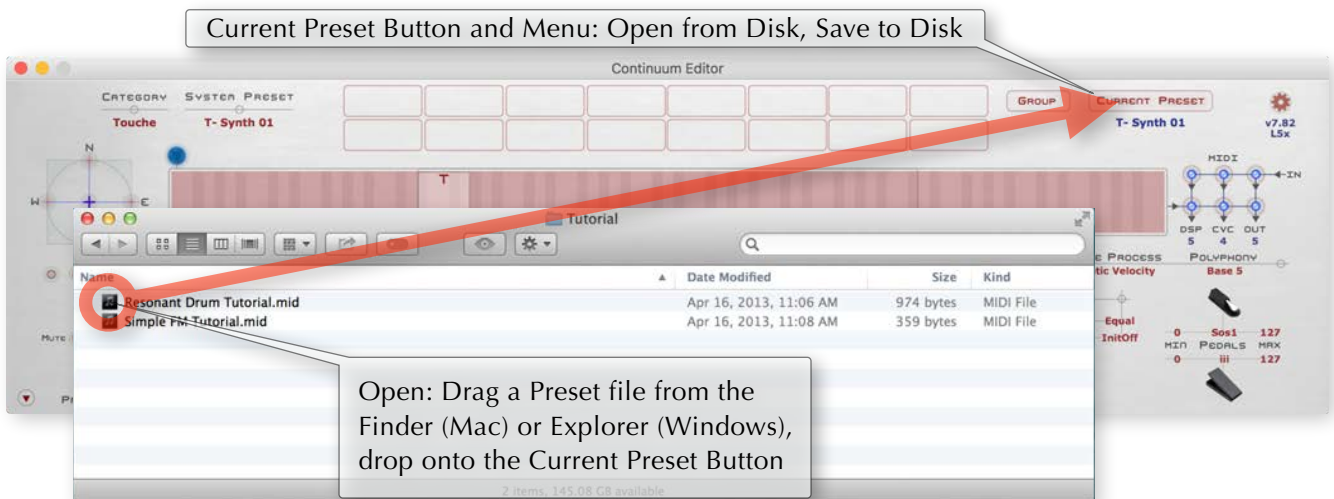 Current Preset Button and Menu: Open from Disk, Save to Disk
Continuum Editor
Category System Preset
Touche T- Synth 01
Group Current Preset
T- Synth 01 v7.82
L5x
N
W E
T
MIDI
IN
DSP CVC OUT
5 4 5
Process Polyphony
tic Velocity Base 5
Equal
InitOff
0 Sos1 127
Min Pedals Max
0 iii 127
Mute
Tutorial
Name Date Modified Size Kind
Resonant Drum Tutorial.mid Apr 16, 2013, 11:06 AM 974 bytes MIDI File
Simple FM Tutorial.mid Apr 16, 2013, 11:08 AM 359 bytes MIDI File
Open: Drag a Preset file from the
Finder (Mac) or Explorer (Windows),
drop onto the Current Preset Button
2 items, 145.08 GB available